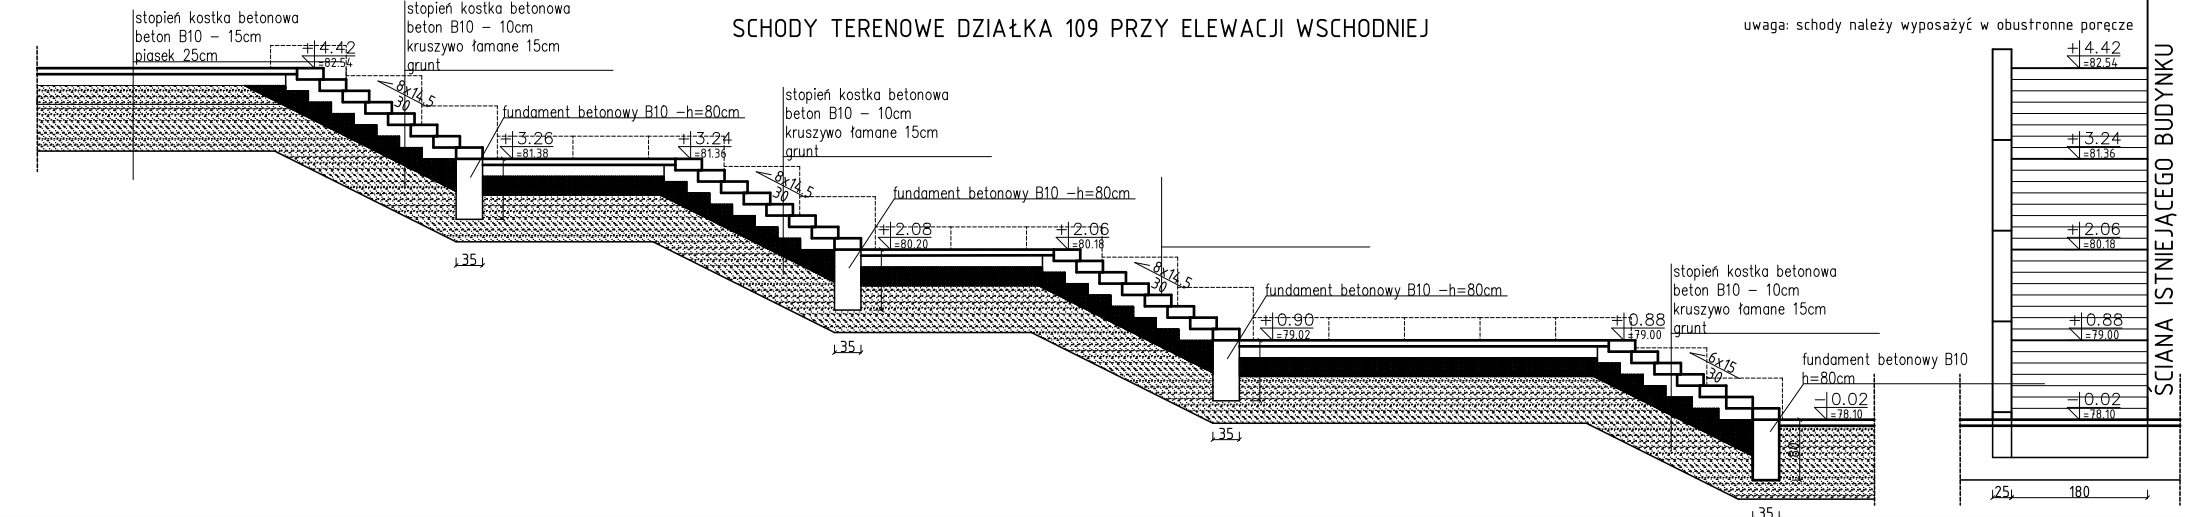 SCHODY TERENOWE DZIAŁKA 109 PRZY ELEWACJI WSCHODNIEJ
uwaga: schody należy wyposażyć w obustronne poręcze
stopień kostka betonowa
beton B10 - 15cm
piasek 25cm
+4.42
=82.54
stopień kostka betonowa
beton B10 - 10cm
kruszywo łamane 15cm
grunt
8x14,5
30
fundament betonowy B10 -h=80cm
+3.26
=81.38
35
+3.24
=81.36
stopień kostka betonowa
beton B10 - 10cm
kruszywo łamane 15cm
grunt
8x14,5
30
fundament betonowy B10 -h=80cm
+2.08
=80.20
35
+2.06
=80.18
8x14,5
30
fundament betonowy B10 -h=80cm
+0.90
=79.02
35
+0.88
=79.00
stopień kostka betonowa
beton B10 - 10cm
kruszywo łamane 15cm
grunt
6x15
30
fundament betonowy B10
h=80cm
-0.02
=78.10
80
35
+4.42
=82.54
+3.24
=81.36
+2.06
=80.18
+0.88
=79.00
-0.02
=78.10
25
180
ŚCIANA ISTNIEJĄCEGO BUDYNKU